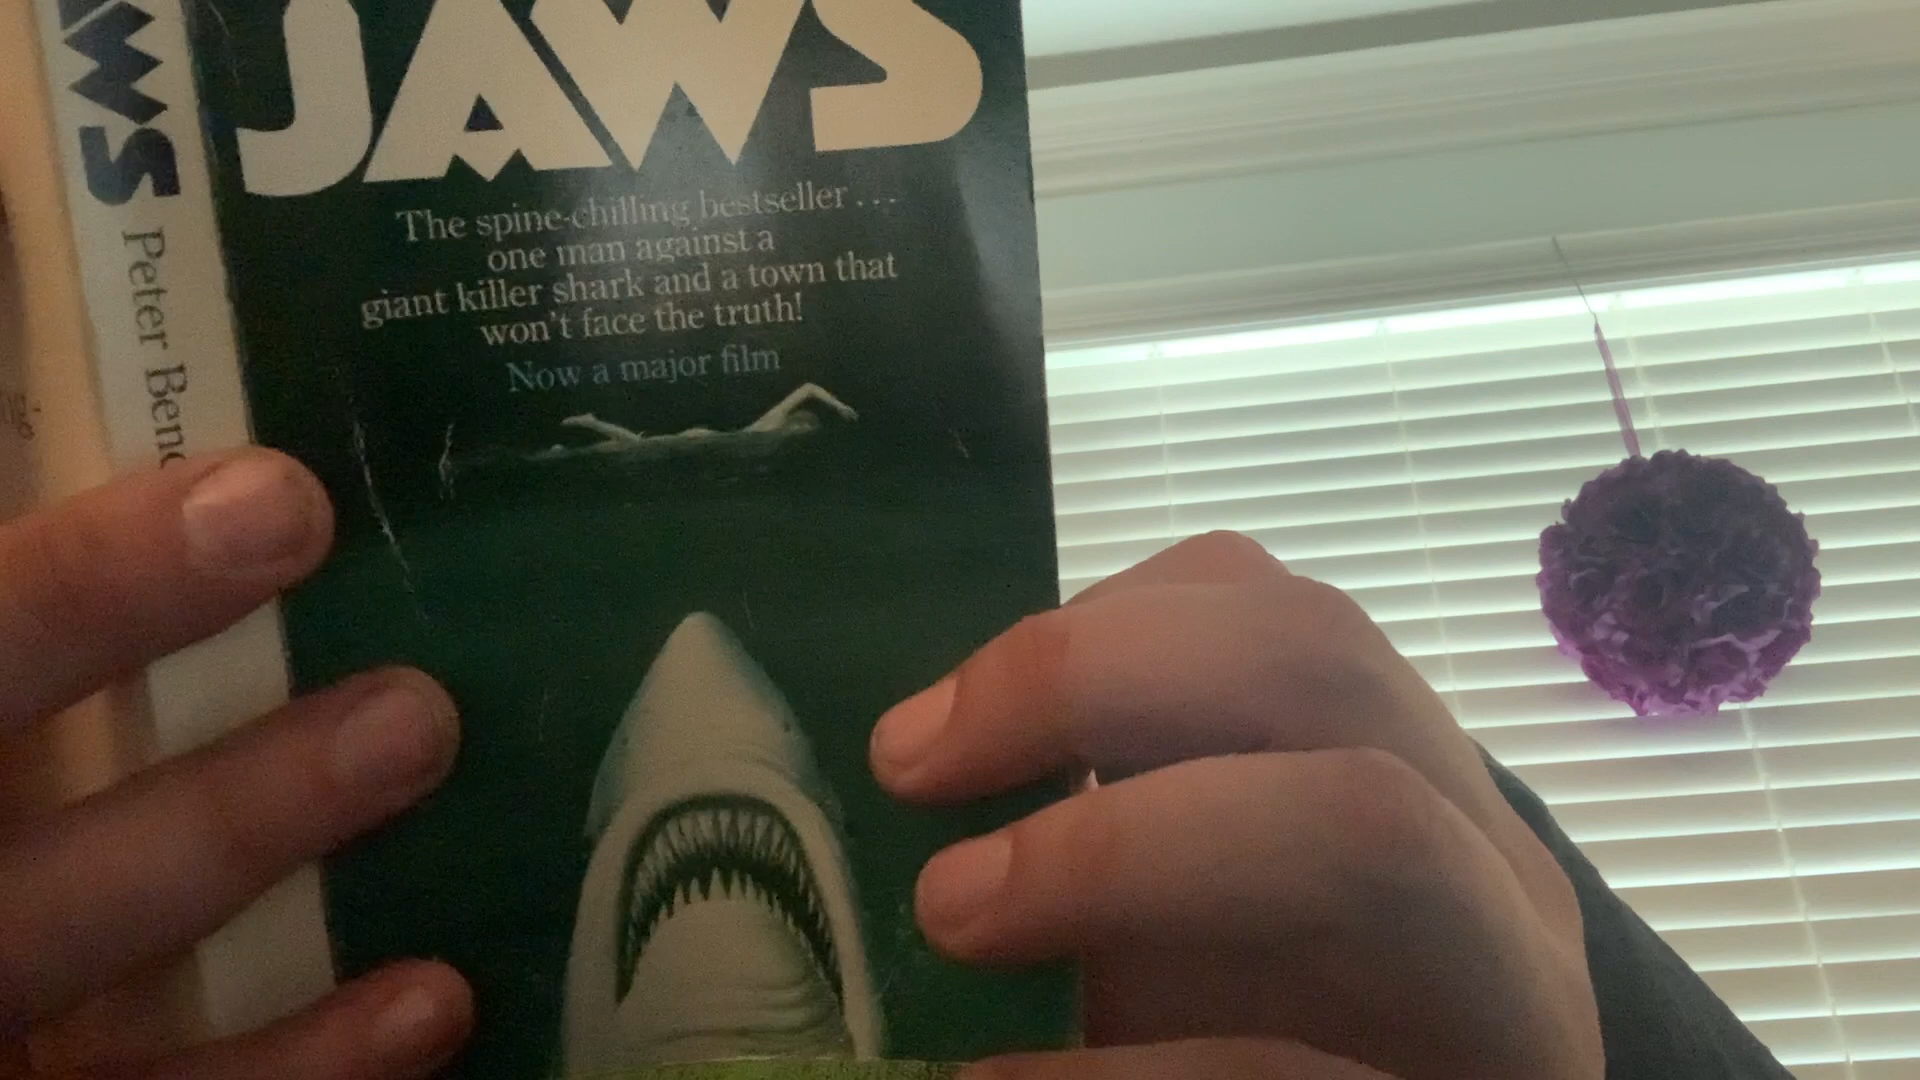 JAWS
The spine-chilling bestseller...
one man against a
giant killer shark and a town that
won't face the truth!
Now a major film
AWS Peter Benc